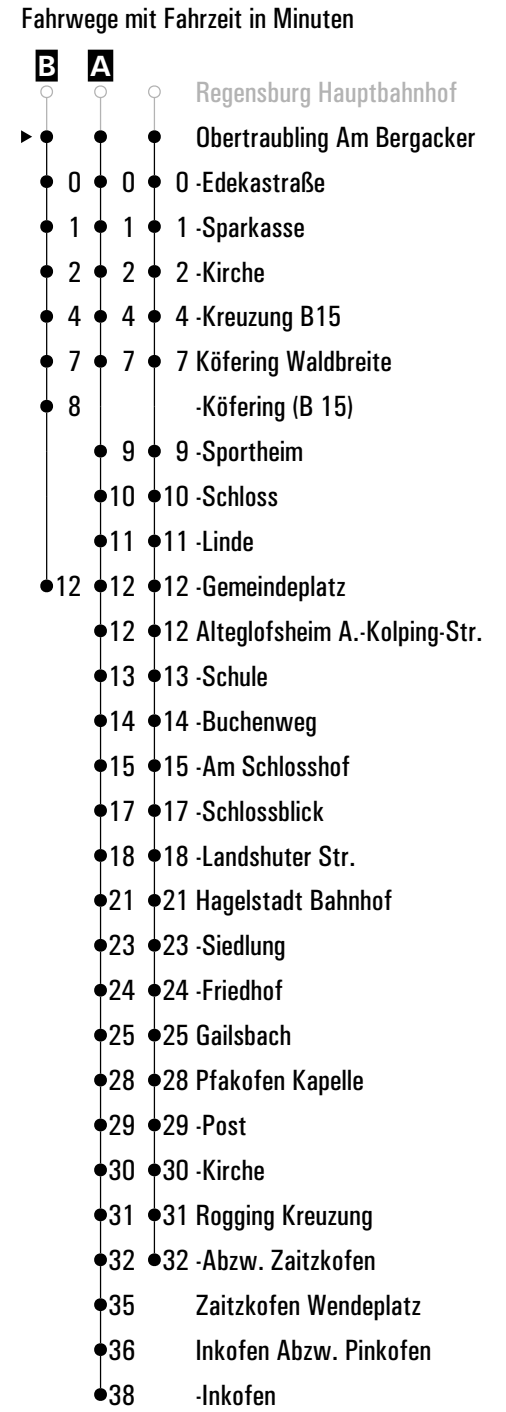 Fahrwege mit Fahrzeit in Minuten
B A
Regensburg Hauptbahnhof
Obertraubling Am Bergacker
0 0 0 -Edekastraße
1 1 1 -Sparkasse
2 2 2 -Kirche
4 4 4 -Kreuzung B15
7 7 7 Köfering Waldbreite
8 -Köfering (B 15)
9 9 -Sportheim
10 10 -Schloss
11 11 -Linde
12 12 12 -Gemeindeplatz
12 12 Alteglofsheim A.-Kolping-Str.
13 13 -Schule
14 14 -Buchenweg
15 15 -Am Schlosshof
17 17 -Schlossblick
18 18 -Landshuter Str.
21 21 Hagelstadt Bahnhof
23 23 -Siedlung
24 24 -Friedhof
25 25 Gailsbach
28 28 Pfakofen Kapelle
29 29 -Post
30 30 -Kirche
31 31 Rogging Kreuzung
32 32 -Abzw. Zaitzkofen
35 Zaitzkofen Wendeplatz
36 Inkofen Abzw. Pinkofen
38 -Inkofen